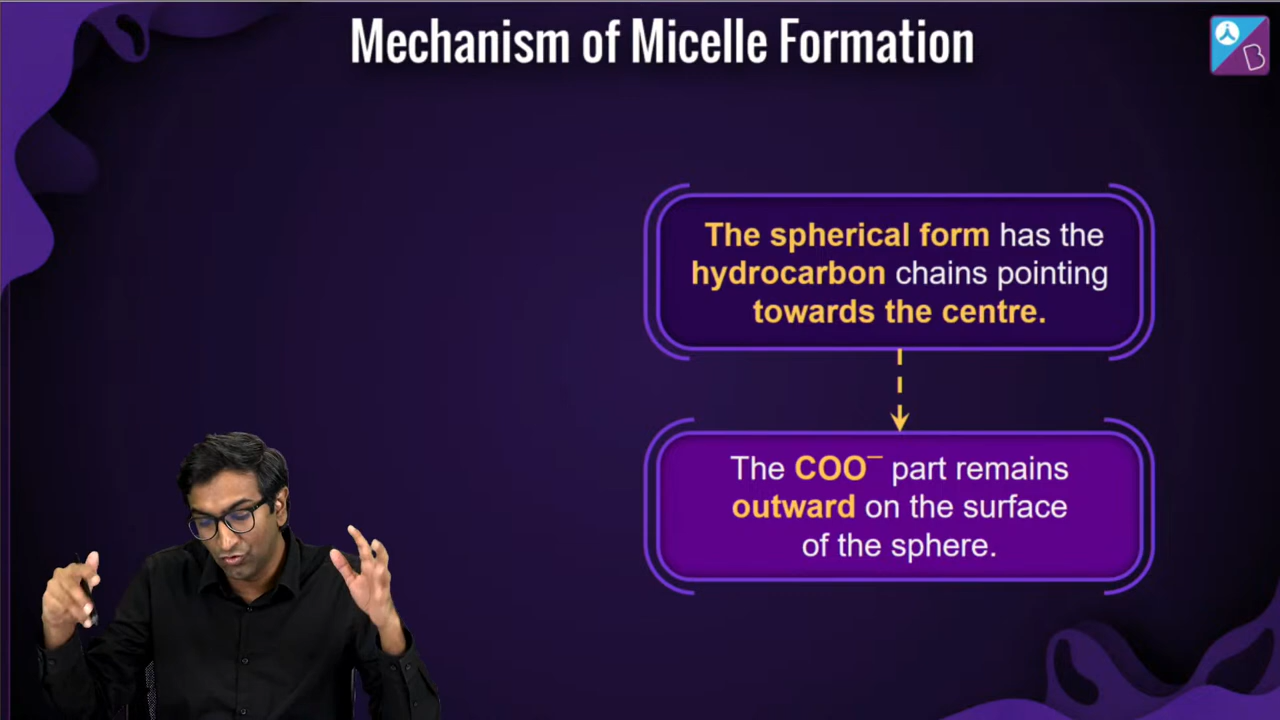 Mechanism of Micelle Formation
B
The spherical form has the
hydrocarbon chains pointing
towards the centre.
The COO⁻ part remains
outward on the surface
of the sphere.